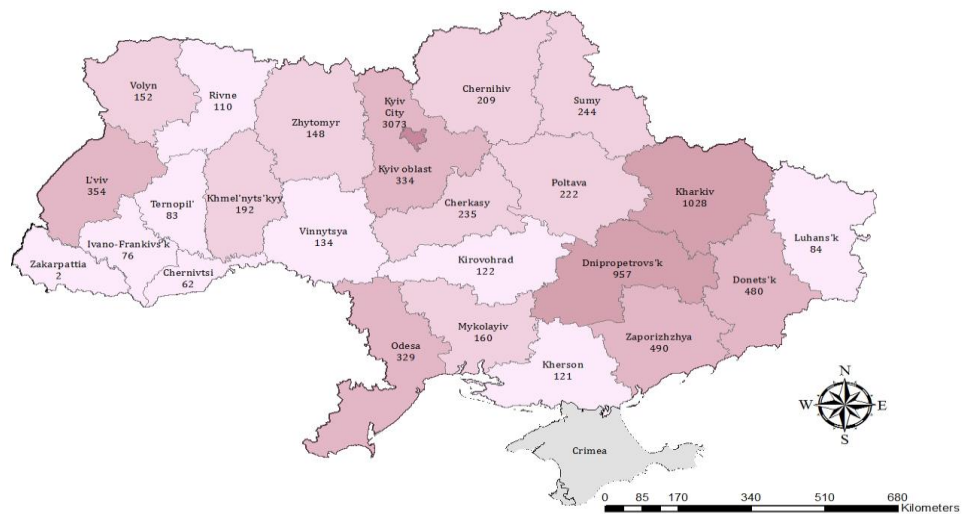 Volyn
152
Rivne
110
Zhytomyr
148
Kyiv
City
3073
Chernihiv
209
Sumy
244
L'viv
354
Ternopil'
83
Khmel'nyts'kyy
192
Kyiv oblast
334
Cherkasy
235
Poltava
222
Kharkiv
1028
Luhans'k
84
Ivano-Frankivs'k
76
Zakarpattia
2
Chernivtsi
62
Vinnytsya
134
Kirovohrad
122
Dnipropetrovs'k
957
Donets'k
480
Odesa
329
Mykolayiv
160
Zaporizhzhya
490
Kherson
121
Crimea
N
W
E
S
0 85 170 340 510 680
Kilometers